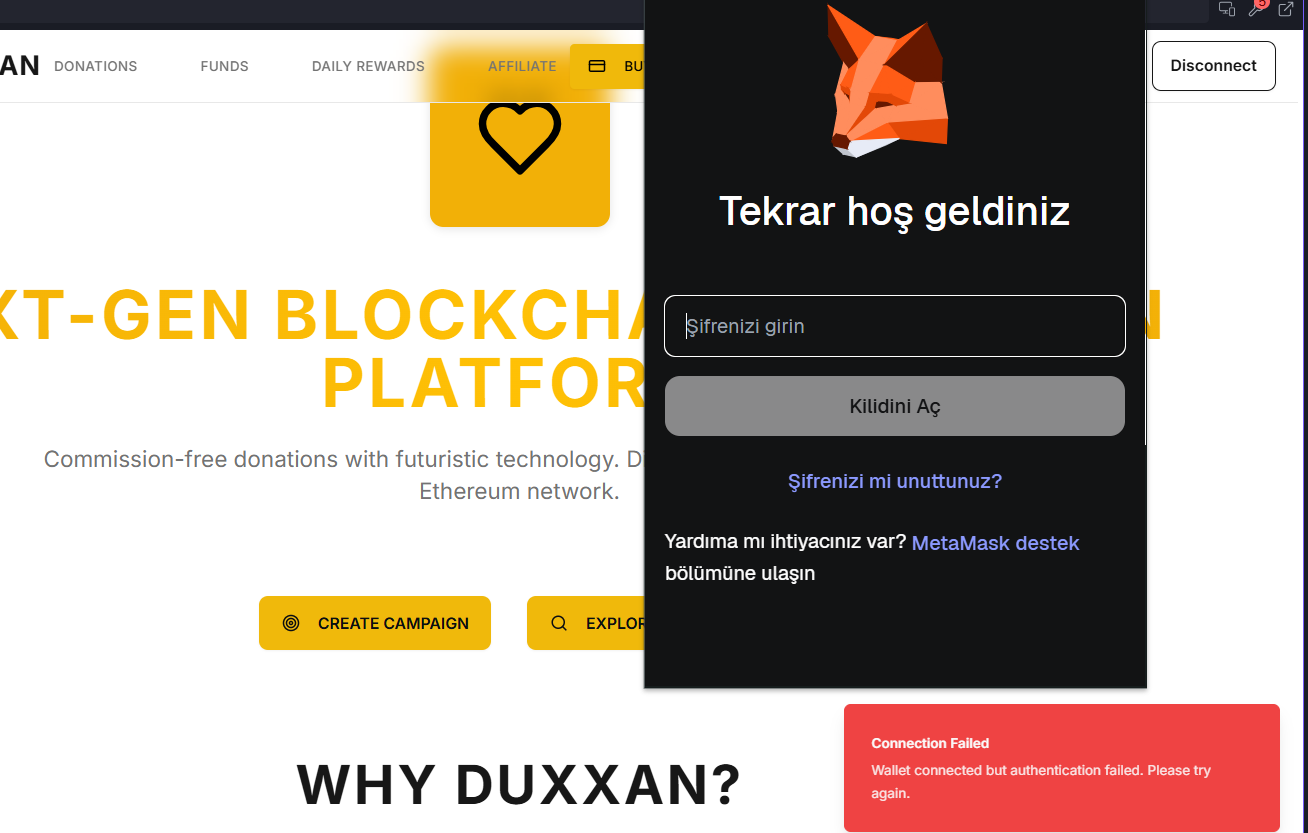 5
AN DONATIONS FUNDS DAILY REWARDS AFFILIATE BU
Disconnect
Tekrar hoş geldiniz
Şifrenizi girin
Kilidini Aç
Şifrenizi mi unuttunuz?
Yardıma mı ihtiyacınız var? MetaMask destek
bölümüne ulaşın
XT-GEN BLOCKCHA N
PLATFOR
Commission-free donations with futuristic technology. D
Ethereum network.
CREATE CAMPAIGN
EXPLOR
WHY DUXXAN?
Connection Failed
Wallet connected but authentication failed. Please try
again.